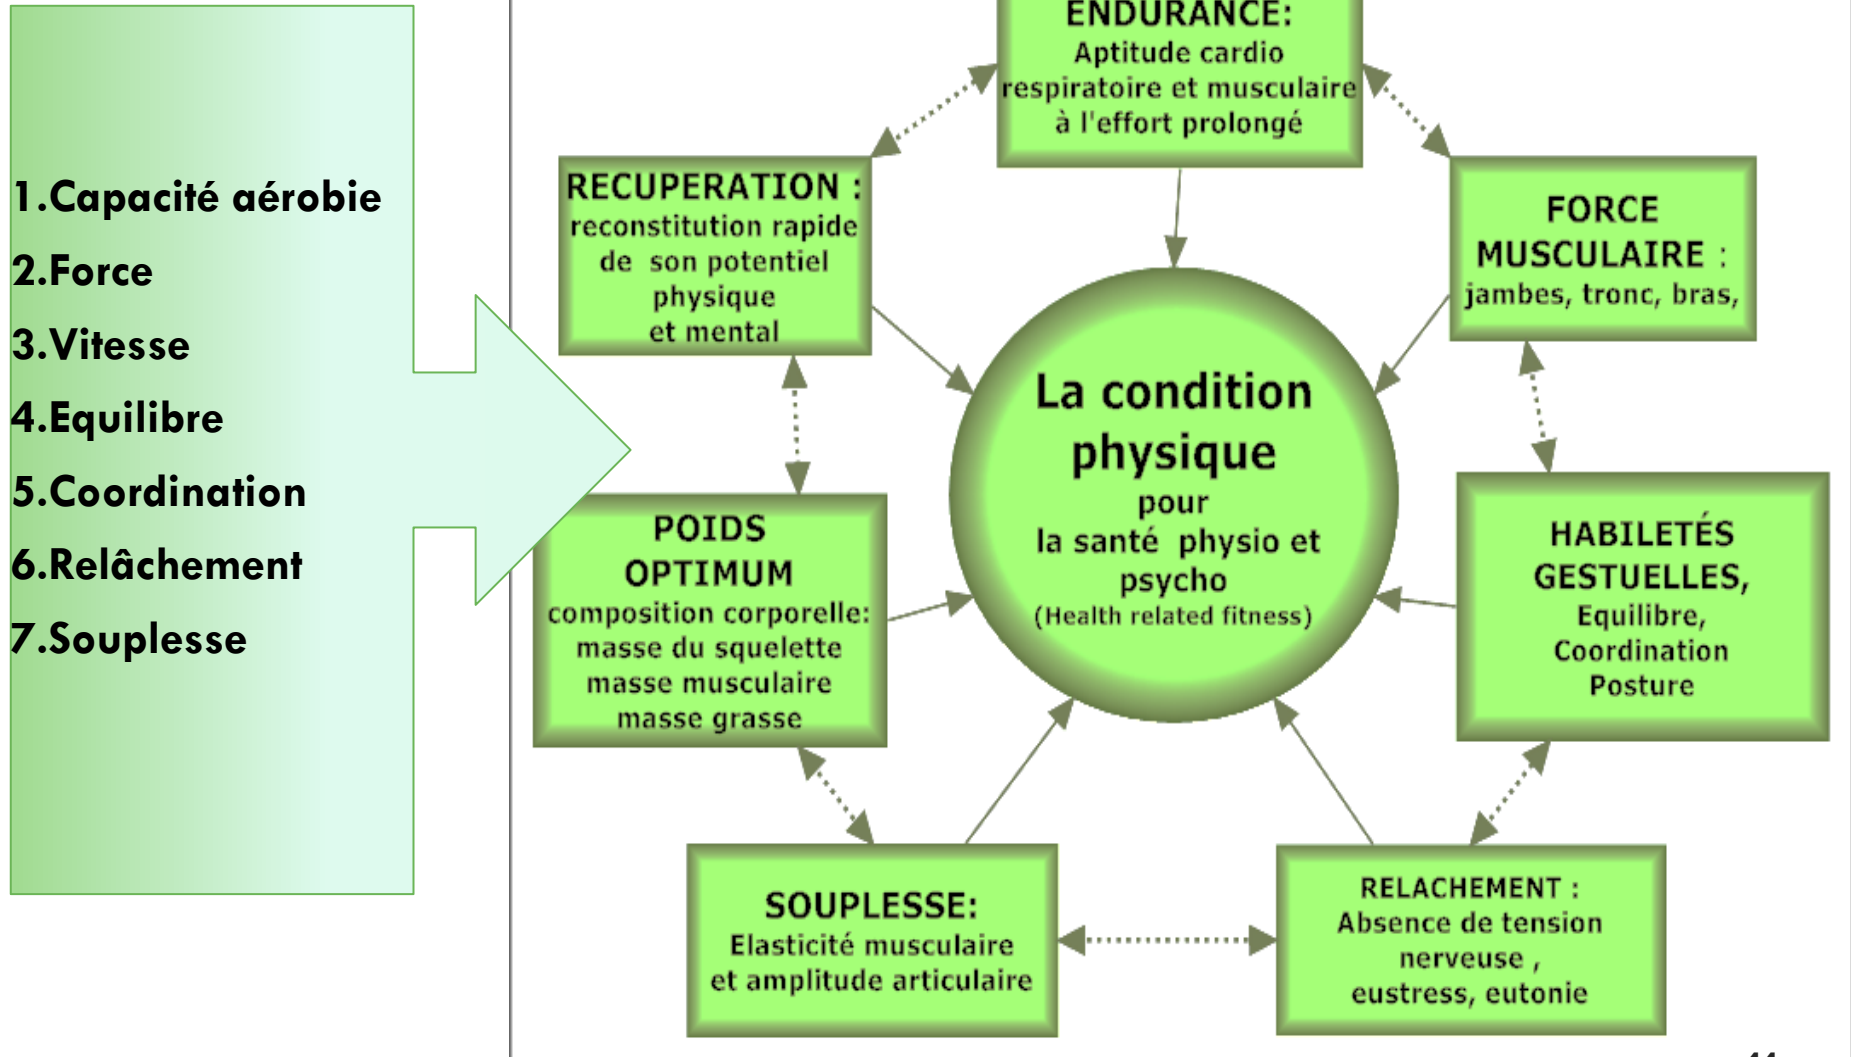 1.Capacité aérobie
2.Force
3.Vitesse
4.Equilibre
5.Coordination
6.Relâchement
7.Souplesse
ENDURANCE:
Aptitude cardio
respiratoire et musculaire
à l'effort prolongé
RECUPERATION :
reconstitution rapide
de son potentiel
physique
et mental
FORCE
MUSCULAIRE :
jambes, tronc, bras,
La condition
physique
pour
la santé physio et
psycho
(Health related fitness)
POIDS
OPTIMUM
composition corporelle:
masse du squelette
masse musculaire
masse grasse
HABILETÉS
GESTUELLES,
Equilibre,
Coordination
Posture
SOUPLESSE:
Elasticité musculaire
et amplitude articulaire
RELACHEMENT :
Absence de tension
nerveuse ,
eustress, eutonie